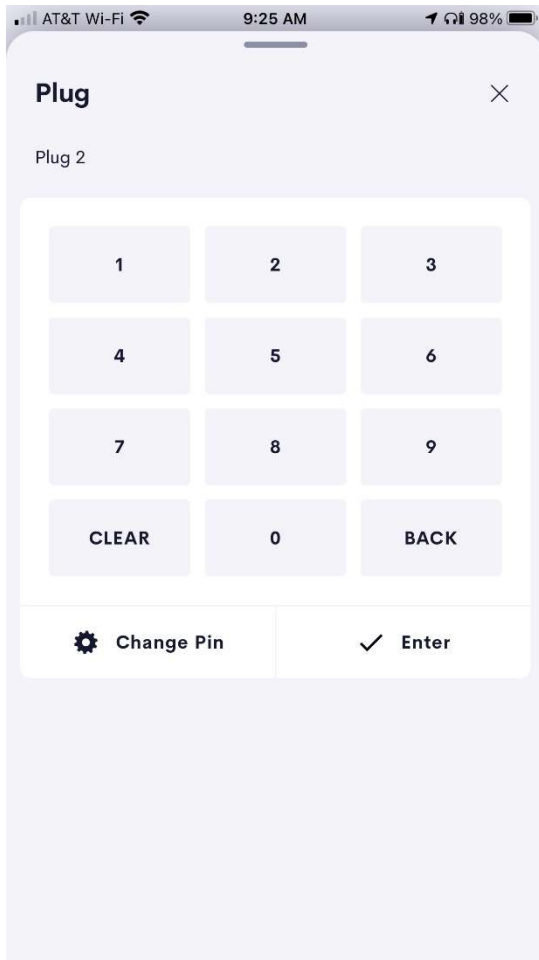 AT&T Wi-Fi 9:25 AM 98%
Plug
Plug 2
1 2 3
4 5 6
7 8 9
CLEAR 0 BACK
Change Pin Enter